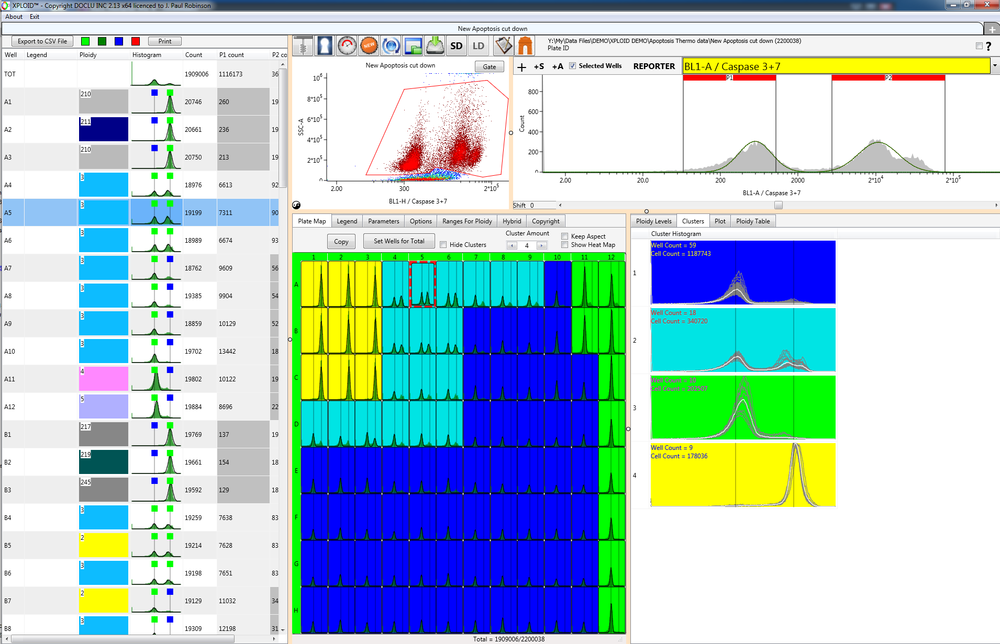 XPLOID™ - Copyright DOCLU INC 2.13 x64 licenced to J. Paul Robinson
About Exit
New Apoptosis cut down
Export to CSV File Print
Well Legend Ploidy Histogram Count P1 count P2 co
TOT 1909006 1116173 36
A1 210 20746 260 19
A2 211 20661 236 19
A3 210 20750 213 19
A4 3 18976 6613 92
A5 3 19199 7311 90
A6 3 18989 6674 93
A7 3 18762 9609 56
A8 3 19385 9904 54
A9 3 18859 10129 52
A10 3 19702 13442 18
A11 4 19802 10122 19
A12 5 19884 8696 22
B1 217 19769 137 19
B2 219 19661 154 18
B3 245 19592 129 18
B4 3 19259 7638 83
B5 2 19214 7628 83
B6 3 19198 7651 83
B7 2 19129 11032 34
B8 3 19309 12198 31
NEW SD LD
Y:\My\Data Files\DEMO\XPLOID DEMO\Apoptosis Thermo data\New Apoptosis cut down (2200038)
Plate ID
?
New Apoptosis cut down Gate
10^6
8*10^5
6*10^5
4*10^5
2*10^5
0
SSC-A
2.00 300 2*10^5
BL1-H / Caspase 3+7
+ +S +A Selected Wells REPORTER BL1-A / Caspase 3+7
P1 P2
800
600
400
200
0
Count
2.00 20.0 200 2000 2*10^4 2*10^5
BL1-A / Caspase 3+7
Shift 0
Plate Map Legend Parameters Options Ranges For Ploidy Hybrid Copyright
Copy Set Wells for Total Hide Clusters
Cluster Amount
4
Keep Aspect
Show Heat Map
1 2 3 4 5 6 7 8 9 10 11 12
A
B
C
D
E
F
G
H
Total = 1909006/2200038
Ploidy Levels Clusters Plot Ploidy Table
Cluster Histogram
1
Well Count = 59
Cell Count = 1187743
2
Well Count = 18
Cell Count = 340720
3
Well Count = 10
Cell Count = 202507
4
Well Count = 9
Cell Count = 178036